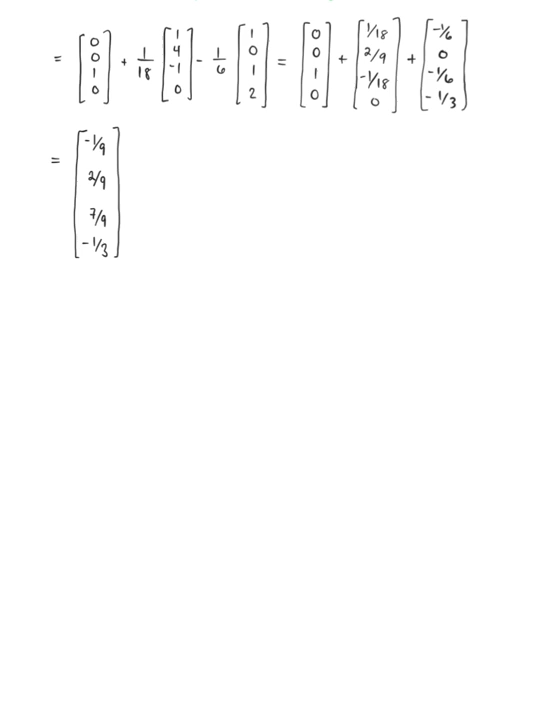 = [0 0 1 0] + 1/18 [1 4 -1 0] - 1/6 [1 0 1 2] = [0 0 1 0] + [1/18 2/9 -1/18 0] + [-1/6 0 -1/6 -1/3]
= [-1/9 2/9 7/9 -1/3]